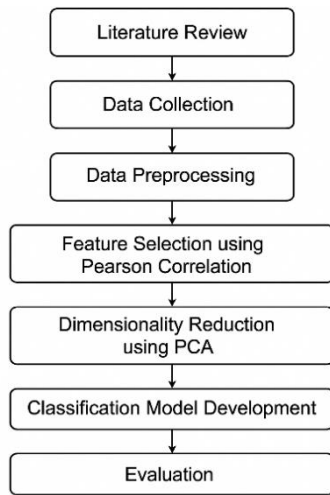 Literature Review
Data Collection
Data Preprocessing
Feature Selection using
Pearson Correlation
Dimensionality Reduction
using PCA
Classification Model Development
Evaluation